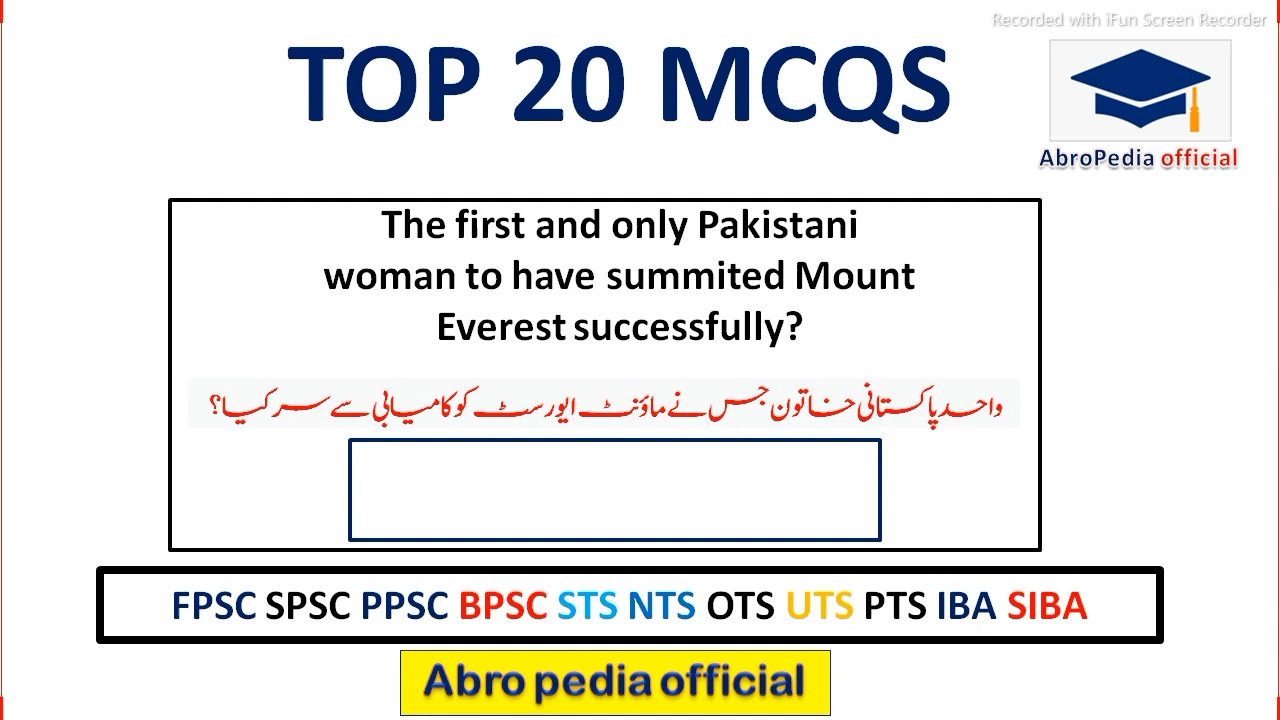 Recorded with iFun Screen Recorder
TOP 20 MCQS
AbroPedia official
The first and only Pakistani
woman to have summited Mount
Everest successfully?
واحد پاکستانی خاتون جس نے ماؤنٹ ایورسٹ کو کامیابی سے سر کیا؟
FPSC SPSC PPSC BPSC STS NTS OTS UTS PTS IBA SIBA
Abro pedia official